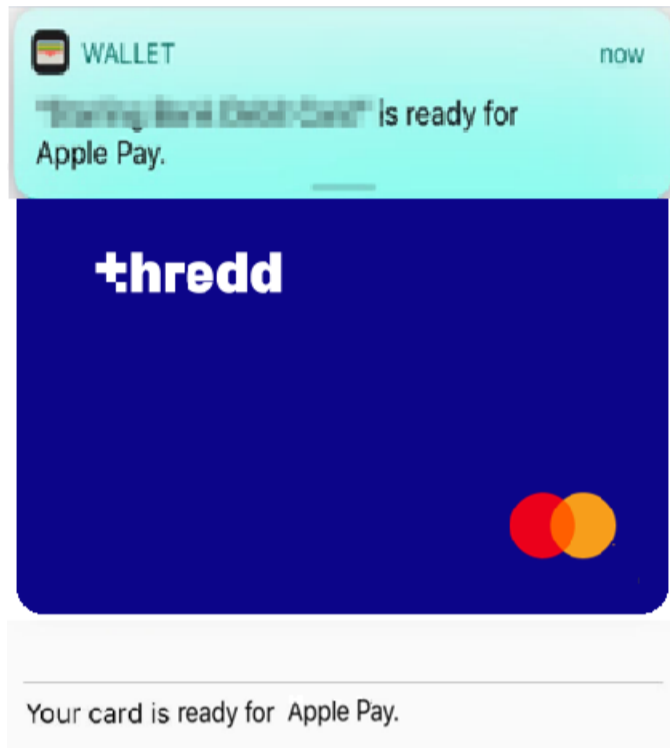 WALLET now
is ready for
Apple Pay.
thredd
Your card is ready for Apple Pay.